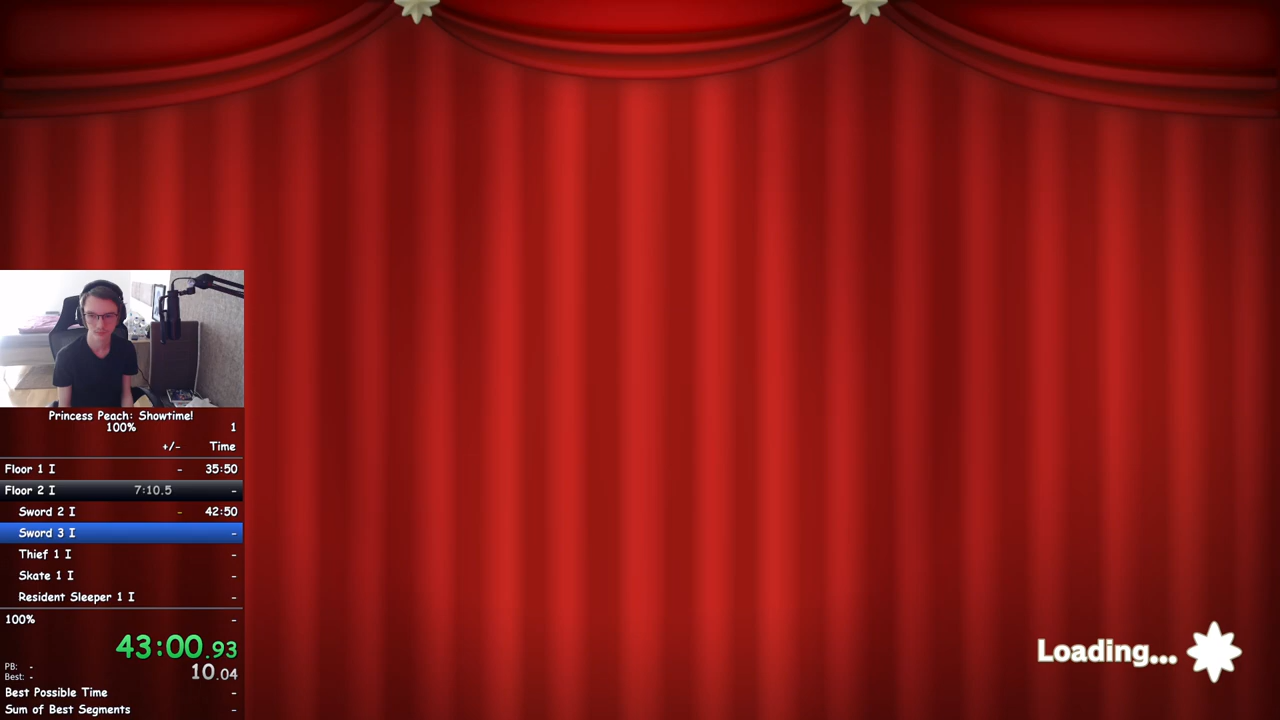 Princess Peach: Showtime!
100% 1
+/- Time
Floor 1 I - 35:50
Floor 2 I 7:10.5 -
Sword 2 I - 42:50
Sword 3 I -
Thief 1 I -
Skate 1 I -
Resident Sleeper 1 I -
100% -
43:00.93
PB: - 10.04
Best: -
Best Possible Time -
Sum of Best Segments -
Loading...